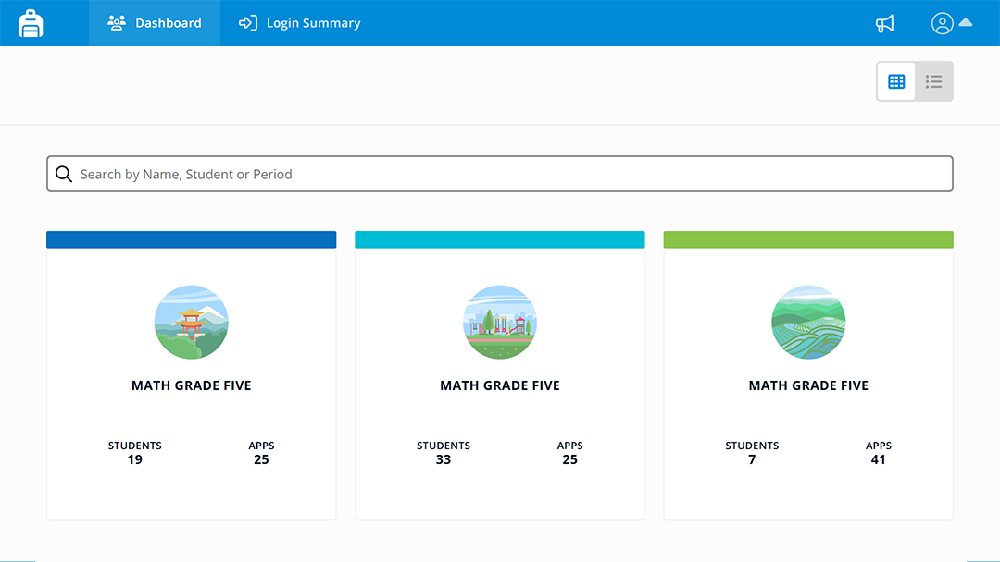 Dashboard
Login Summary
Search by Name, Student or Period
MATH GRADE FIVE
STUDENTS APPS
19 25
MATH GRADE FIVE
STUDENTS APPS
33 25
MATH GRADE FIVE
STUDENTS APPS
7 41